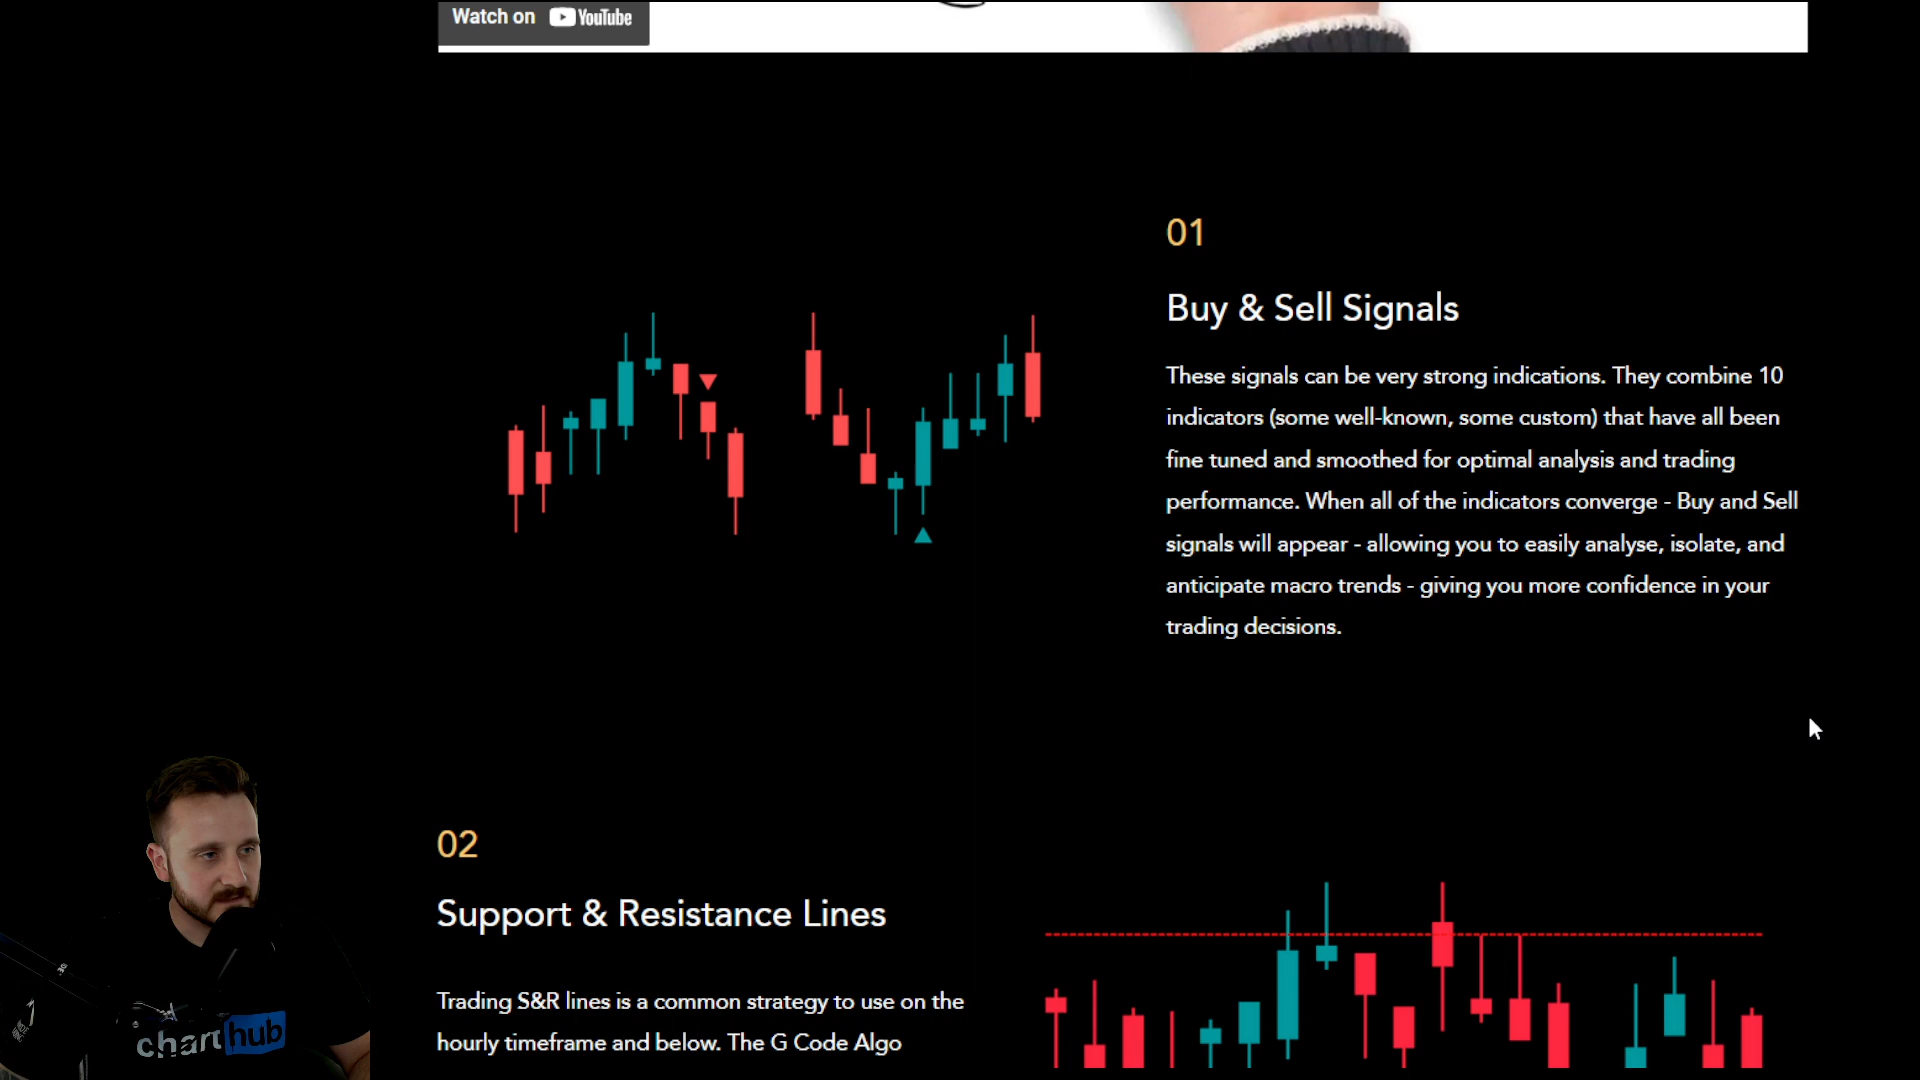 Watch on YouTube
01
Buy & Sell Signals
These signals can be very strong indications. They combine 10
indicators (some well-known, some custom) that have all been
fine tuned and smoothed for optimal analysis and trading
performance. When all of the indicators converge - Buy and Sell
signals will appear - allowing you to easily analyse, isolate, and
anticipate macro trends - giving you more confidence in your
trading decisions.
02
Support & Resistance Lines
Trading S&R lines is a common strategy to use on the
hourly timeframe and below. The G Code Algo
charthub